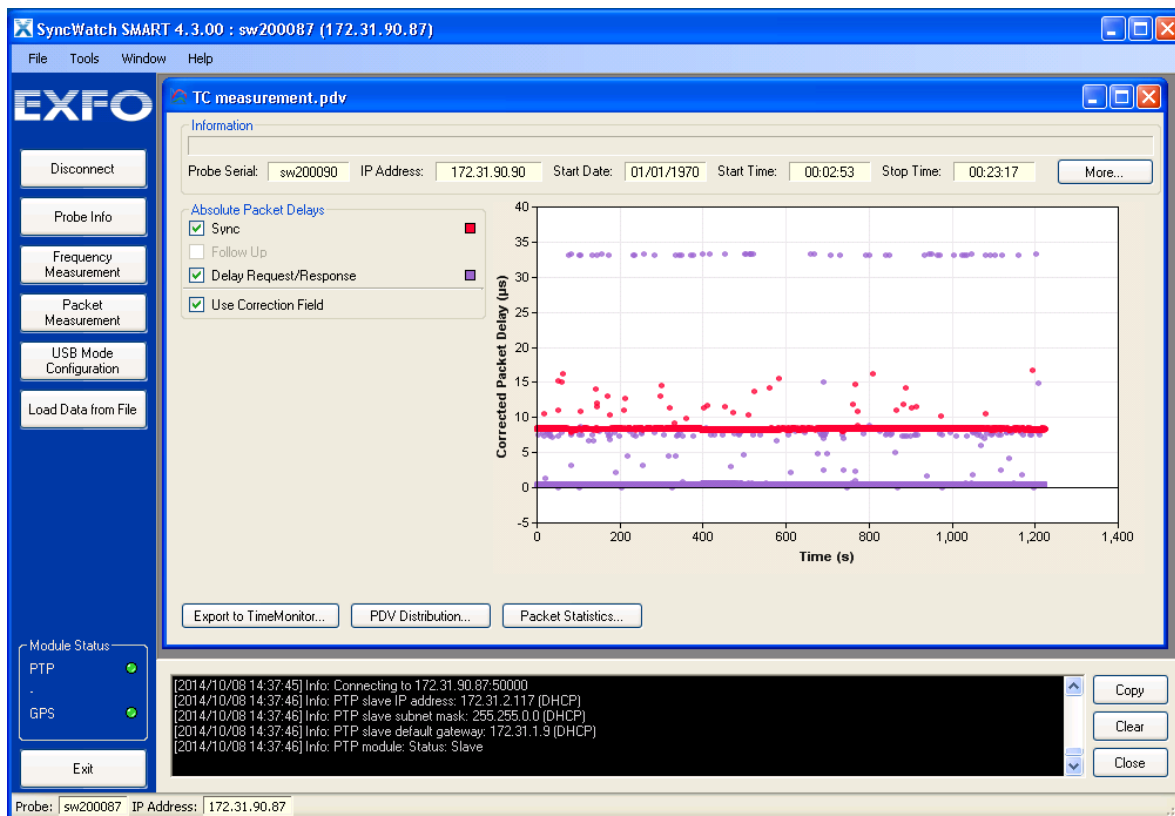 SyncWatch SMART 4.3.00 : sw200087 (172.31.90.87)
File Tools Window Help
EXFO
Disconnect
Probe Info
Frequency
Measurement
Packet
Measurement
USB Mode
Configuration
Load Data from File
Module Status
PTP
-
GPS
Exit
TC measurement.pdv
Information
Probe Serial: sw200090 IP Address: 172.31.90.90 Start Date: 01/01/1970 Start Time: 00:02:53 Stop Time: 00:23:17 More...
Absolute Packet Delays
Sync
Follow Up
Delay Request/Response
Use Correction Field
Corrected Packet Delay (µs)
40
35
30
25
20
15
10
5
0
-5
0 200 400 600 800 1,000 1,200 1,400
Time (s)
Export to TimeMonitor... PDV Distribution... Packet Statistics...
[2014/10/08 14:37:45] Info: Connecting to 172.31.90.87:50000
[2014/10/08 14:37:46] Info: PTP slave IP address: 172.31.2.117 (DHCP)
[2014/10/08 14:37:46] Info: PTP slave subnet mask: 255.255.0.0 (DHCP)
[2014/10/08 14:37:46] Info: PTP slave default gateway: 172.31.1.9 (DHCP)
[2014/10/08 14:37:46] Info: PTP module: Status: Slave
Copy
Clear
Close
Probe: sw200087 IP Address: 172.31.90.87